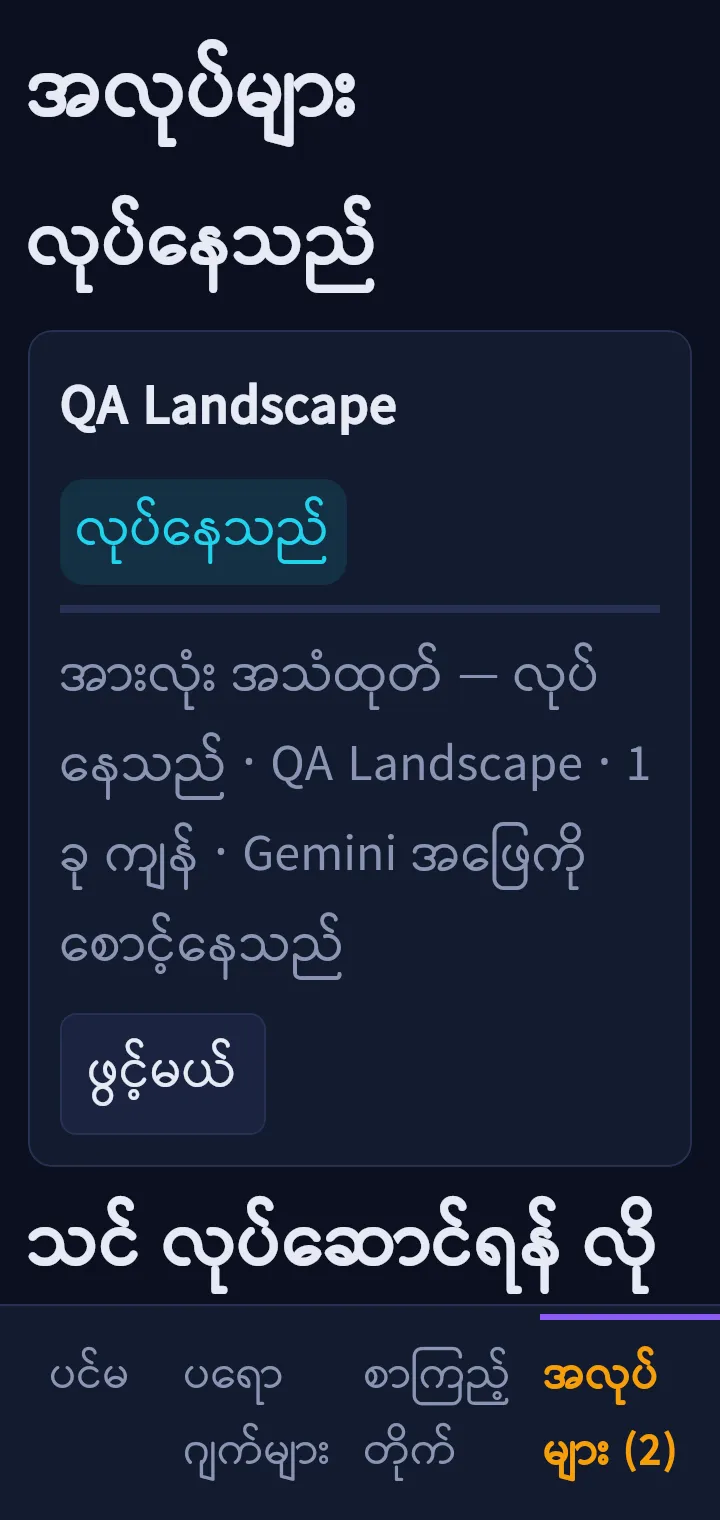 အလုပ်များ
လုပ်နေသည်
QA Landscape
လုပ်နေသည်
အားလုံး အသံထုတ် — လုပ်
နေသည် · QA Landscape · 1
ခု ကျန် · Gemini အဖြေကို
စောင့်နေသည်
ဖွင့်မယ်
သင် လုပ်ဆောင်ရန် လို
ပင်မ
ပရော
ဂျက်များ
စာကြည့်
တိုက်
အလုပ်
များ (2)